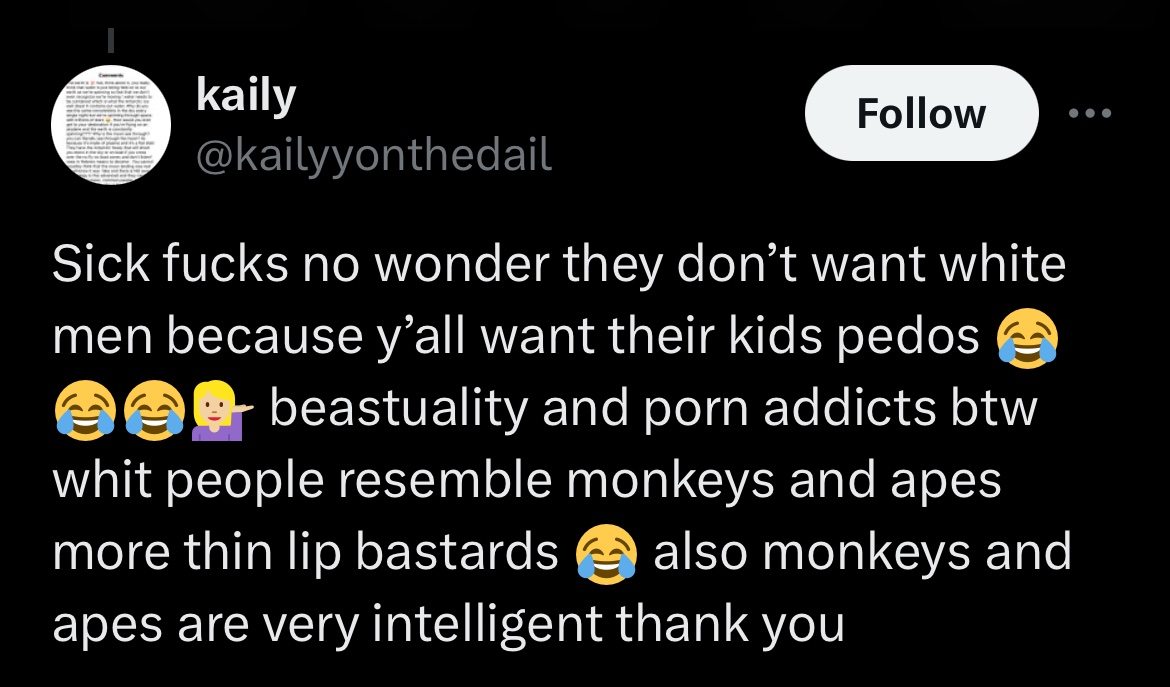 kaily
@kailyyonthedail
Follow
Sick fucks no wonder they don’t want white
men because y’all want their kids pedos 😂
😂😂💁🏼‍♀️ beastuality and porn addicts btw
whit people resemble monkeys and apes
more thin lip bastards 😂 also monkeys and
apes are very intelligent thank you